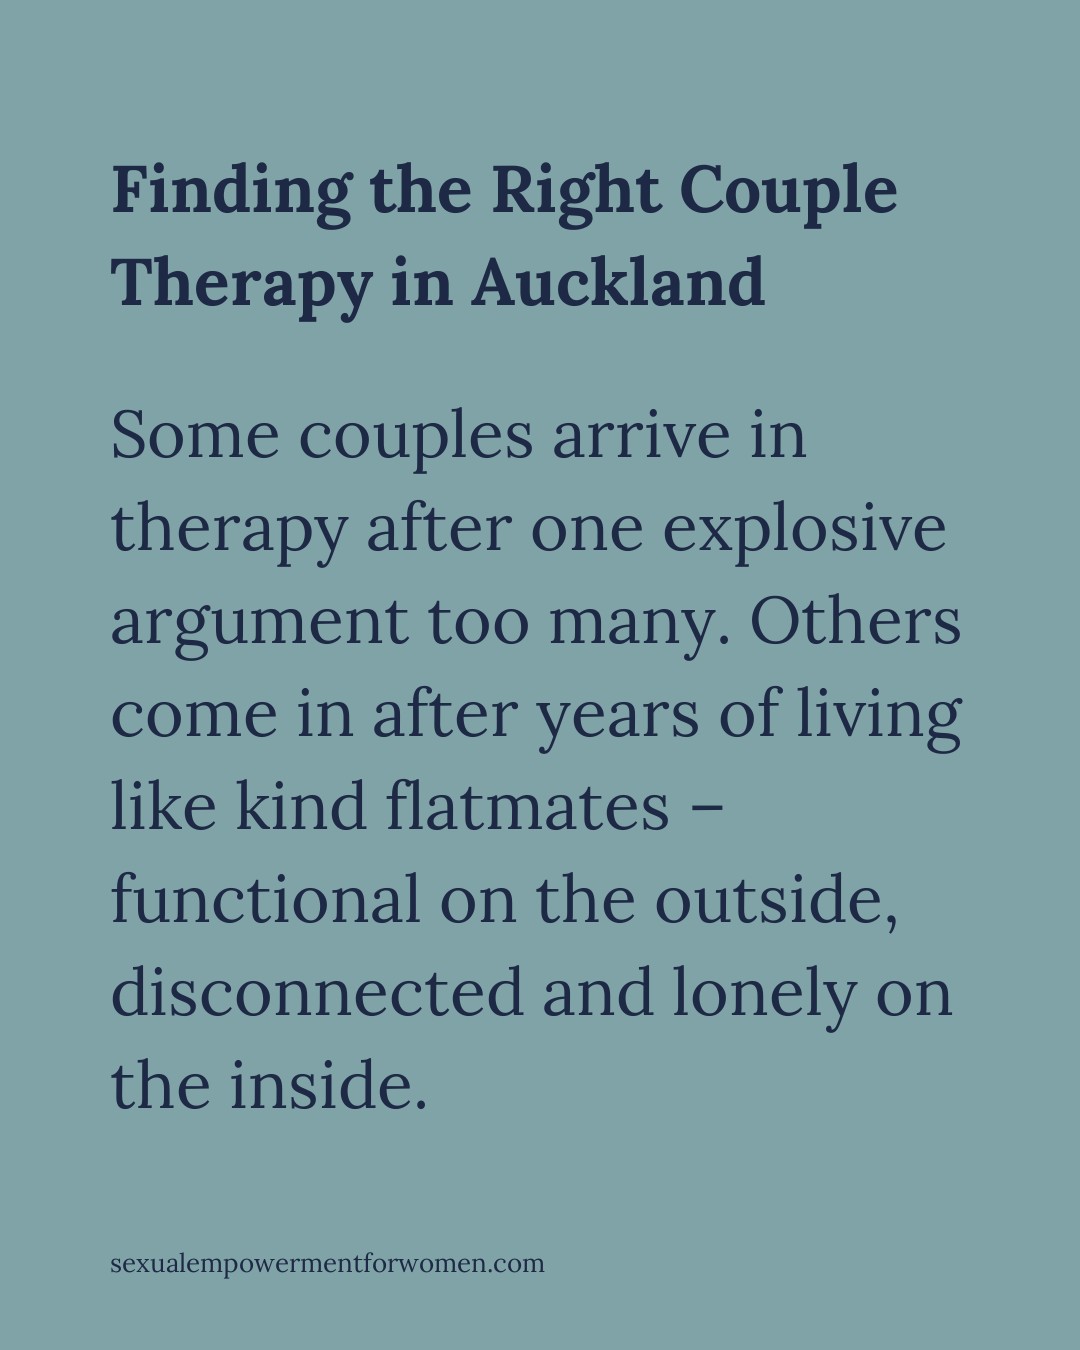 Finding the Right Couple
Therapy in Auckland
Some couples arrive in
therapy after one explosive
argument too many. Others
come in after years of living
like kind flatmates –
functional on the outside,
disconnected and lonely on
the inside.
sexualempowermentforwomen.com